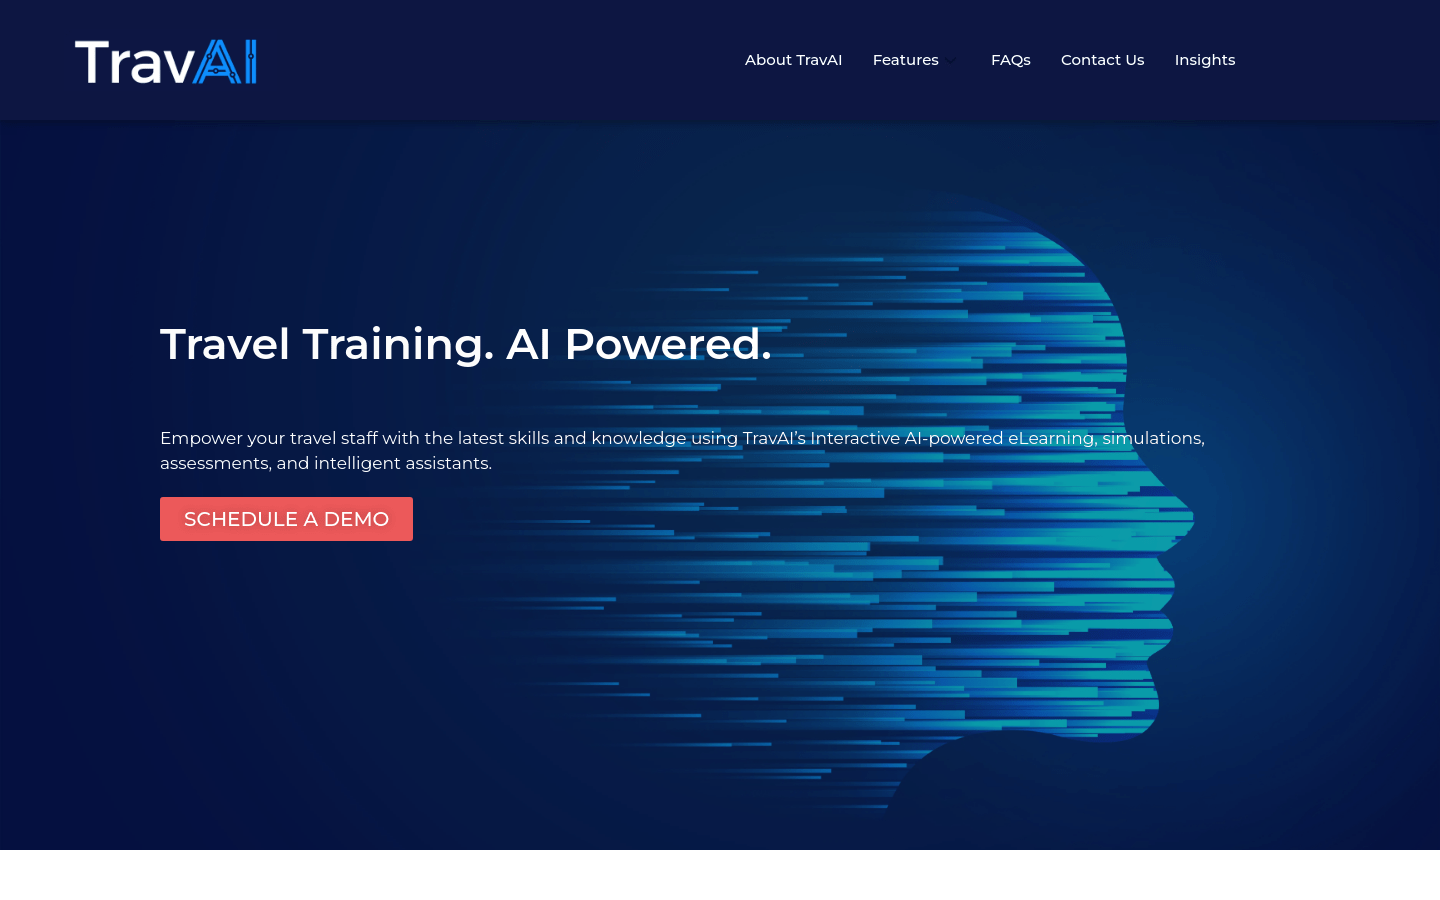 TravAI
About TravAI
Features
FAQs
Contact Us
Insights
Travel Training. AI Powered.
Empower your travel staff with the latest skills and knowledge using TravAI’s Interactive AI-powered eLearning, simulations,
assessments, and intelligent assistants.
SCHEDULE A DEMO